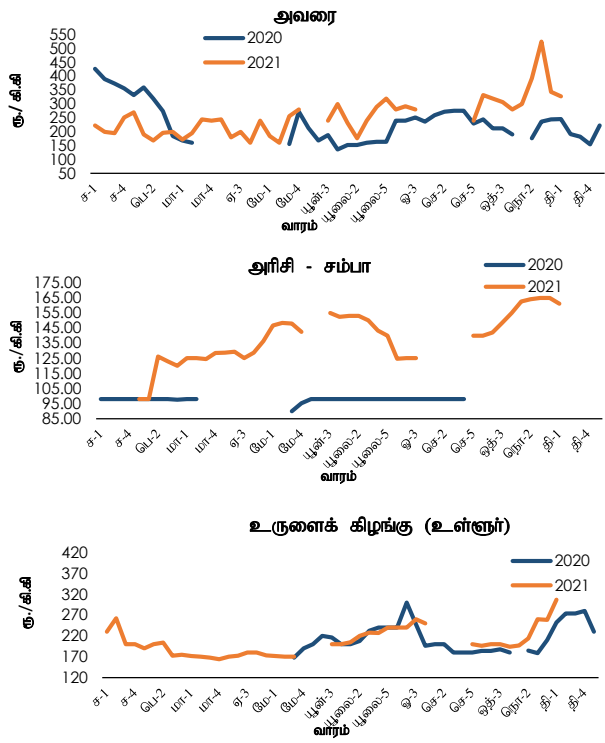 அவரை
2020
2021
ரூ./ கி.கி
550
500
450
400
350
300
250
200
150
100
50
ச-1
ச-4
பெ-2
மா-1
மா-4
ஏ-3
மே-1
மே-4
யூன்-3
யூலை-2
யூலை-5
ஓ-3
செ-2
செ-5
ஒத்-3
நொ-2
தி-1
தி-4
வாரம்
அரிசி - சம்பா
2020
2021
ரூ./கி.கி
175.00
165.00
155.00
145.00
135.00
125.00
115.00
105.00
95.00
85.00
ச-1
ச-4
பெ-2
மா-1
மா-4
ஏ-3
மே-1
மே-4
யூன்-3
யூலை-2
யூலை-5
ஓ-3
செ-2
செ-5
ஒத்-3
நொ-2
தி-1
தி-4
வாரம்
உருளைக் கிழங்கு (உள்ளூர்)
2020
2021
ரூ./கி.கி
420
370
320
270
220
170
120
ச-1
ச-4
பெ-2
மா-1
மா-4
ஏ-3
மே-1
மே-4
யூன்-3
யூலை-2
யூலை-5
ஓ-3
செ-2
செ-5
ஒத்-3
நொ-2
தி-1
தி-4
வாரம்